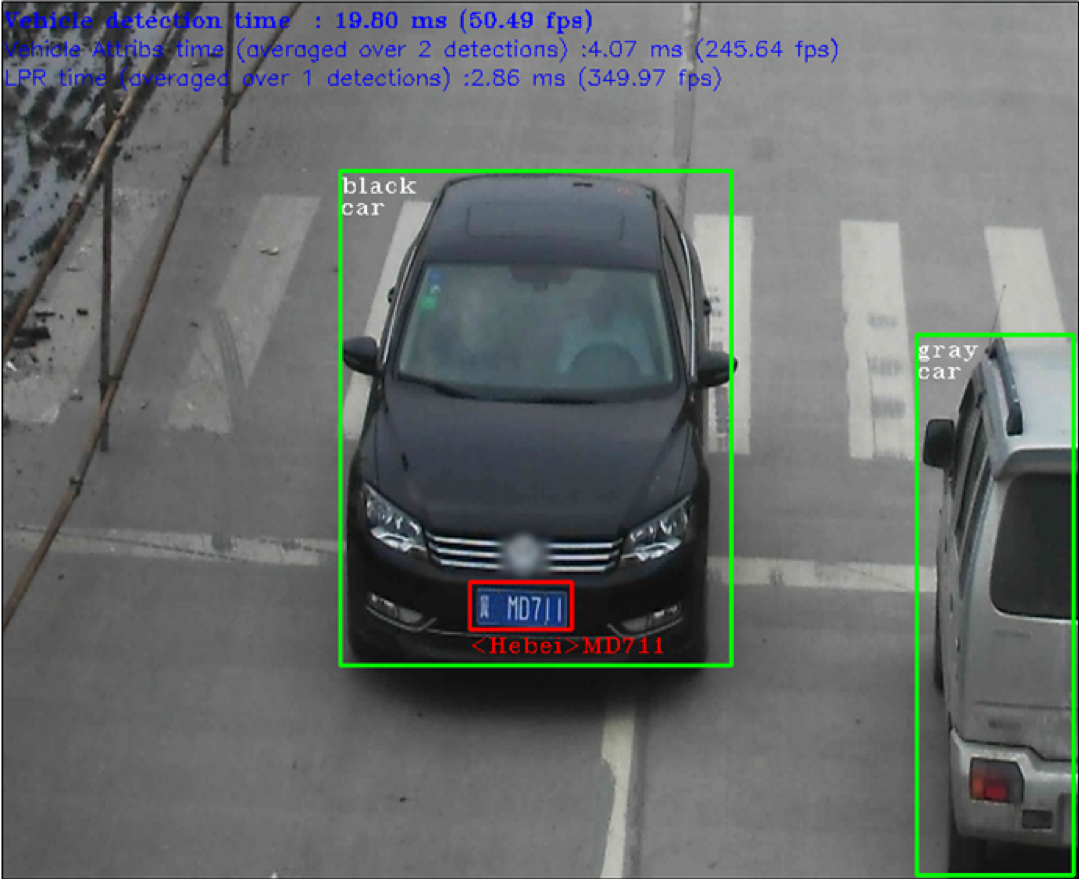 Vehicle detection time : 19.80 ms (50.49 fps)
Vehicle Attribs time (averaged over 2 detections) :4.07 ms (245.64 fps)
LPR time (averaged over 1 detections) :2.86 ms (349.97 fps)
black
car
gray
car
MD711
<Hebei>MD711